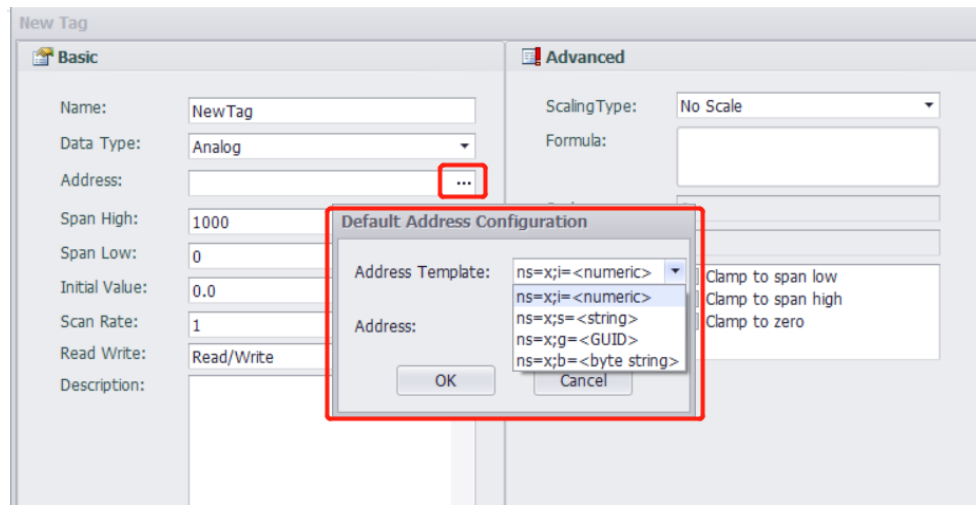 New Tag
Basic
Name:
NewTag
Data Type:
Analog
Address:
...
Span High:
1000
Span Low:
0
Initial Value:
0.0
Scan Rate:
1
Read Write:
Read/Write
Description:
Advanced
ScalingType:
No Scale
Formula:
Clamp to span low
Clamp to span high
Clamp to zero
Default Address Configuration
Address Template:
ns=x;i=<numeric>
ns=x;i=<numeric>
ns=x;s=<string>
ns=x;g=<GUID>
ns=x;b=<byte string>
Address:
OK
Cancel